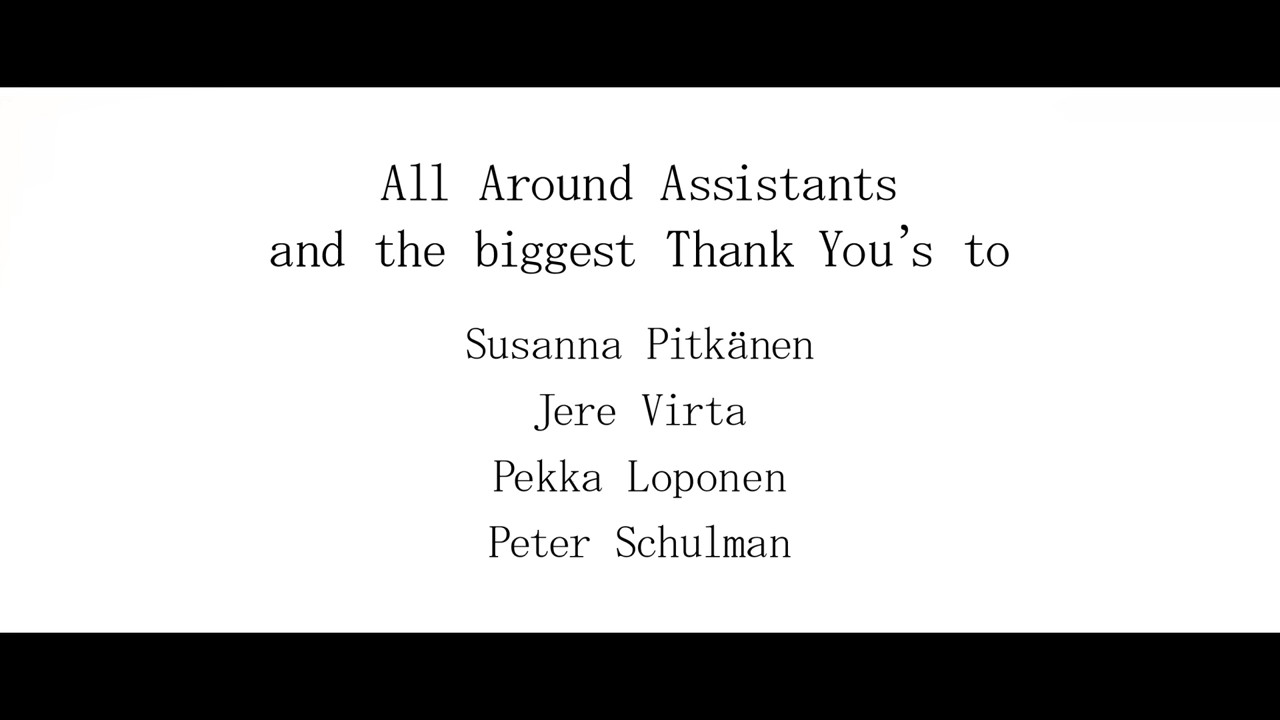 All Around Assistants
and the biggest Thank You’s to
Susanna Pitkänen
Jere Virta
Pekka Loponen
Peter Schulman